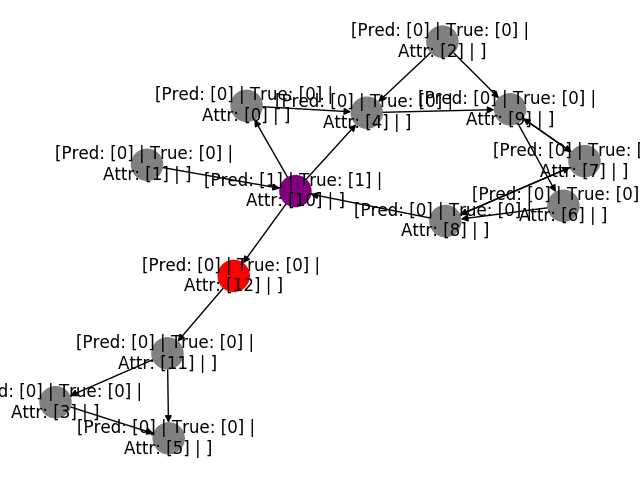 [Pred: [0] | True: [0] |
Attr: [2] | ]
[Pred: [0] | True: [0] |
Attr: [0] | ]
[Pred: [0] | True: [0] |
Attr: [4] | ]
[Pred: [0] | True: [0] |
Attr: [9] | ]
[Pred: [0] | True: [
Attr: [7] | ]
[Pred: [0] | True: [0] |
Attr: [1] | ]
[Pred: [1] | True: [1] |
Attr: [10] | ]
[Pred: [0] | True: [0]
Attr: [6] | ]
[Pred: [0] | True: [0] |
Attr: [8] | ]
[Pred: [0] | True: [0] |
Attr: [12] | ]
[Pred: [0] | True: [0] |
Attr: [11] | ]
d: [0] | True: [0] |
Attr: [3] | ]
[Pred: [0] | True: [0] |
Attr: [5] | ]